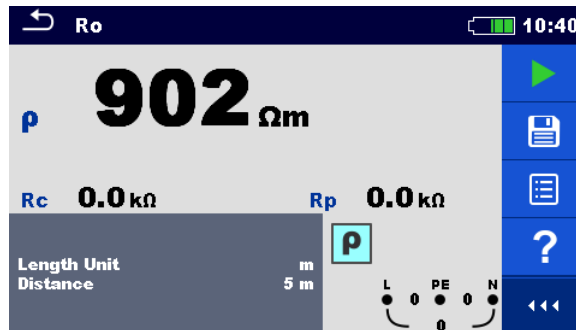 Ro 10:40
ρ 902 Ωm
Rc 0.0 kΩ Rp 0.0 kΩ
ρ
Length Unit m
Distance 5 m
L PE N
0 0
0
?